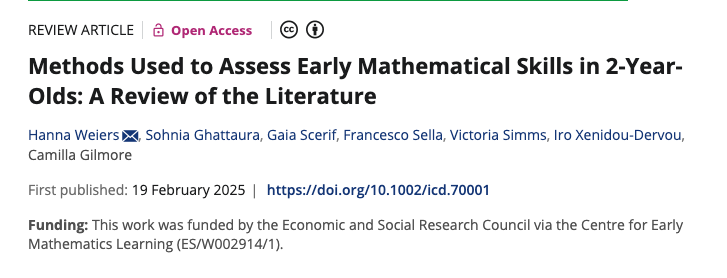 REVIEW ARTICLE | Open Access | cc
Methods Used to Assess Early Mathematical Skills in 2-Year-
Olds: A Review of the Literature
Hanna Weiers, Sohnia Ghattaura, Gaia Scerif, Francesco Sella, Victoria Simms, Iro Xenidou-Dervou,
Camilla Gilmore
First published: 19 February 2025 | https://doi.org/10.1002/icd.70001
Funding: This work was funded by the Economic and Social Research Council via the Centre for Early
Mathematics Learning (ES/W002914/1).